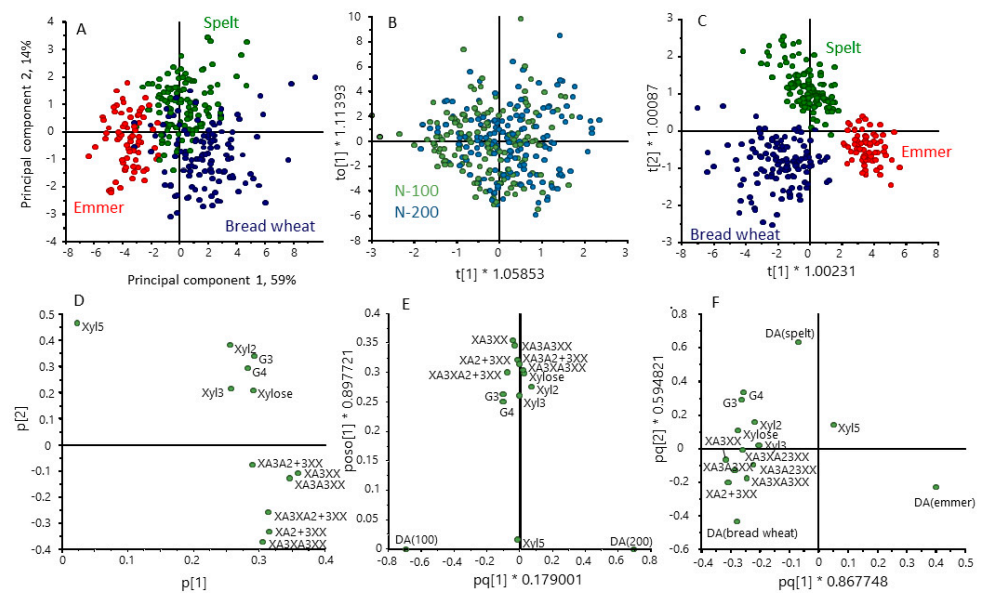 A
Spelt
Emmer
Bread wheat
Principal component 2, 14%
4
3
2
1
0
-1
-2
-3
-4
-8
-6
-4
-2
0
2
4
6
8
Principal component 1, 59%
B
N-100
N-200
to[1] * 1.11393
10
8
6
4
2
0
-2
-4
-6
-8
-3
-2
-1
0
1
2
3
t[1] * 1.05853
C
Spelt
Emmer
Bread wheat
t[2] * 1.00087
3
2
1
0
-1
-2
-3
-8
-6
-4
-2
0
2
4
6
8
t[1] * 1.00231
D
Xyl5
Xyl2
G3
G4
Xyl3
Xylose
XA3A2+3XX
XA3XX
XA3A3XX
XA3XA2+3XX
XA2+3XX
XA3XA3XX
p[2]
0.5
0.4
0.3
0.2
0.1
0
-0.1
-0.2
-0.3
-0.4
0
0.1
0.2
0.3
0.4
p[1]
E
XA3XX
XA3A3XX
XA2+3XX
XA3A2+3XX
XA3XA3XX
XA3XA2+3XX
Xylose
Xyl2
G3
Xyl3
G4
Xyl5
DA(100)
DA(200)
poso[1] * 0.897721
0.4
0.35
0.3
0.25
0.2
0.15
0.1
0.05
0
-0.8
-0.6
-0.4
-0.2
0
0.2
0.4
0.6
0.8
pq[1] * 0.179001
F
DA(spelt)
G4
G3
Xyl2
Xyl5
Xylose
XA3XX
Xyl3
XA3XA23XX
XA3A3XX
XA3A23XX
XA3XA3XX
XA2+3XX
DA(emmer)
DA(bread wheat)
pq[2] * 0.594821
0.8
0.6
0.4
0.2
0
-0.2
-0.4
-0.6
-0.4
-0.3
-0.2
-0.1
0
0.1
0.2
0.3
0.4
0.5
pq[1] * 0.867748